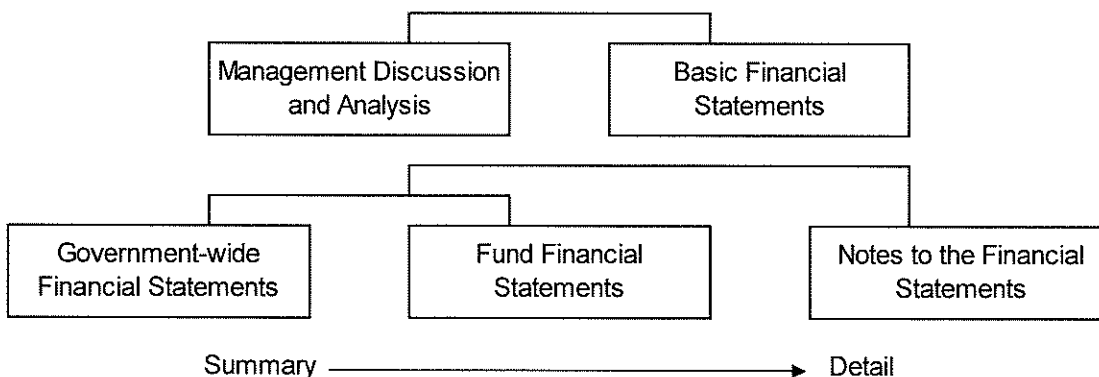 Management Discussion
and Analysis
Basic Financial
Statements
Government-wide
Financial Statements
Fund Financial
Statements
Notes to the Financial
Statements
Summary
Detail